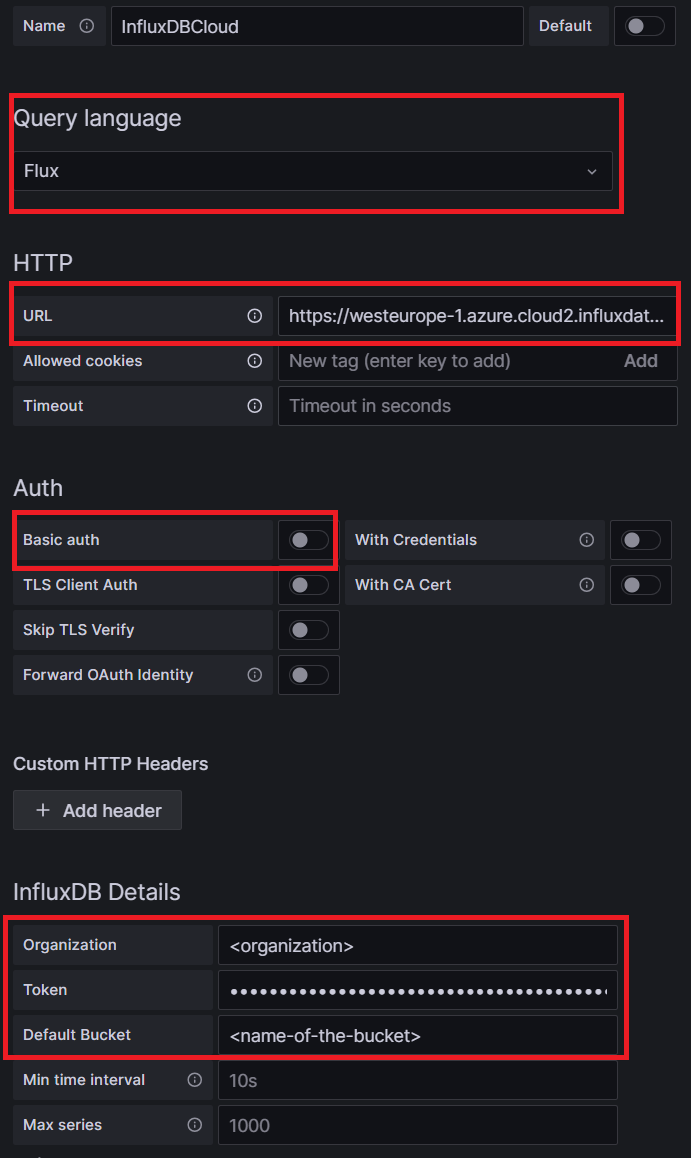 Name InfluxDBCloud Default
Query language
Flux
HTTP
URL https://westeurope-1.azure.cloud2.influxdat...
Allowed cookies New tag (enter key to add) Add
Timeout Timeout in seconds
Auth
Basic auth With Credentials
TLS Client Auth With CA Cert
Skip TLS Verify
Forward OAuth Identity
Custom HTTP Headers
+ Add header
InfluxDB Details
Organization <organization>
Token
Default Bucket <name-of-the-bucket>
Min time interval 10s
Max series 1000